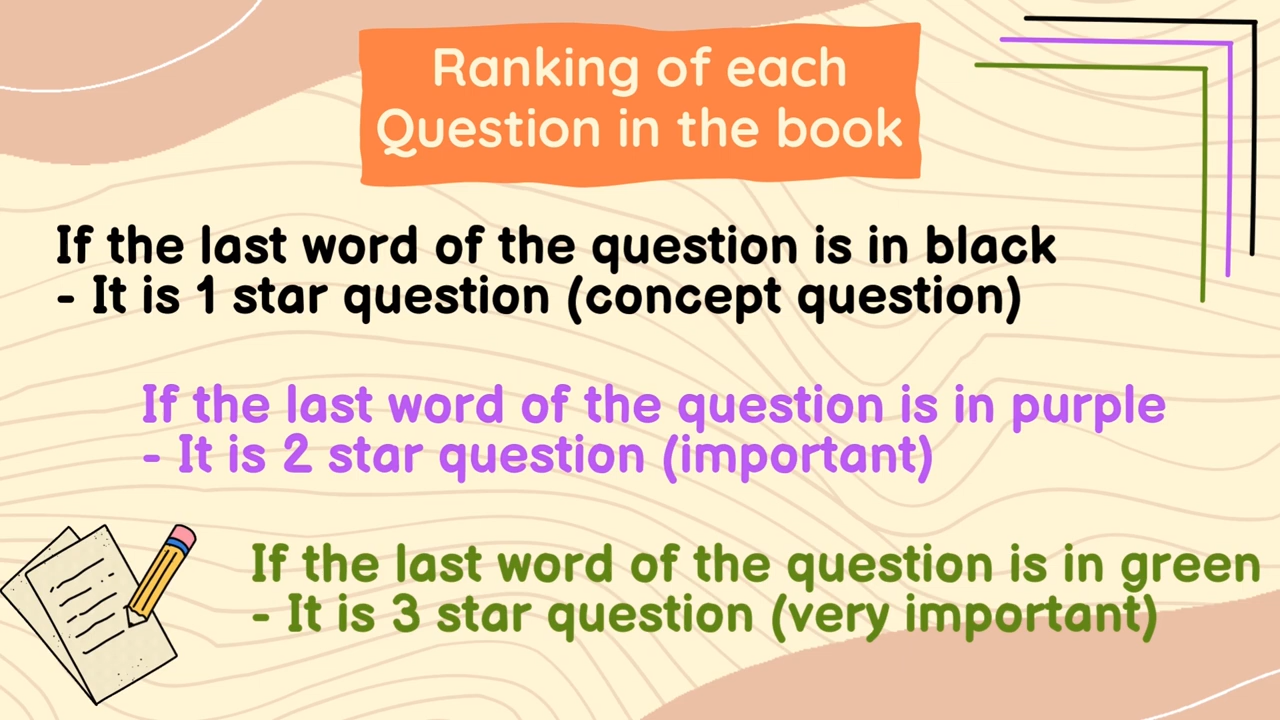 Ranking of each
Question in the book
If the last word of the question is in black
- It is 1 star question (concept question)
If the last word of the question is in purple
- It is 2 star question (important)
If the last word of the question is in green
- It is 3 star question (very important)